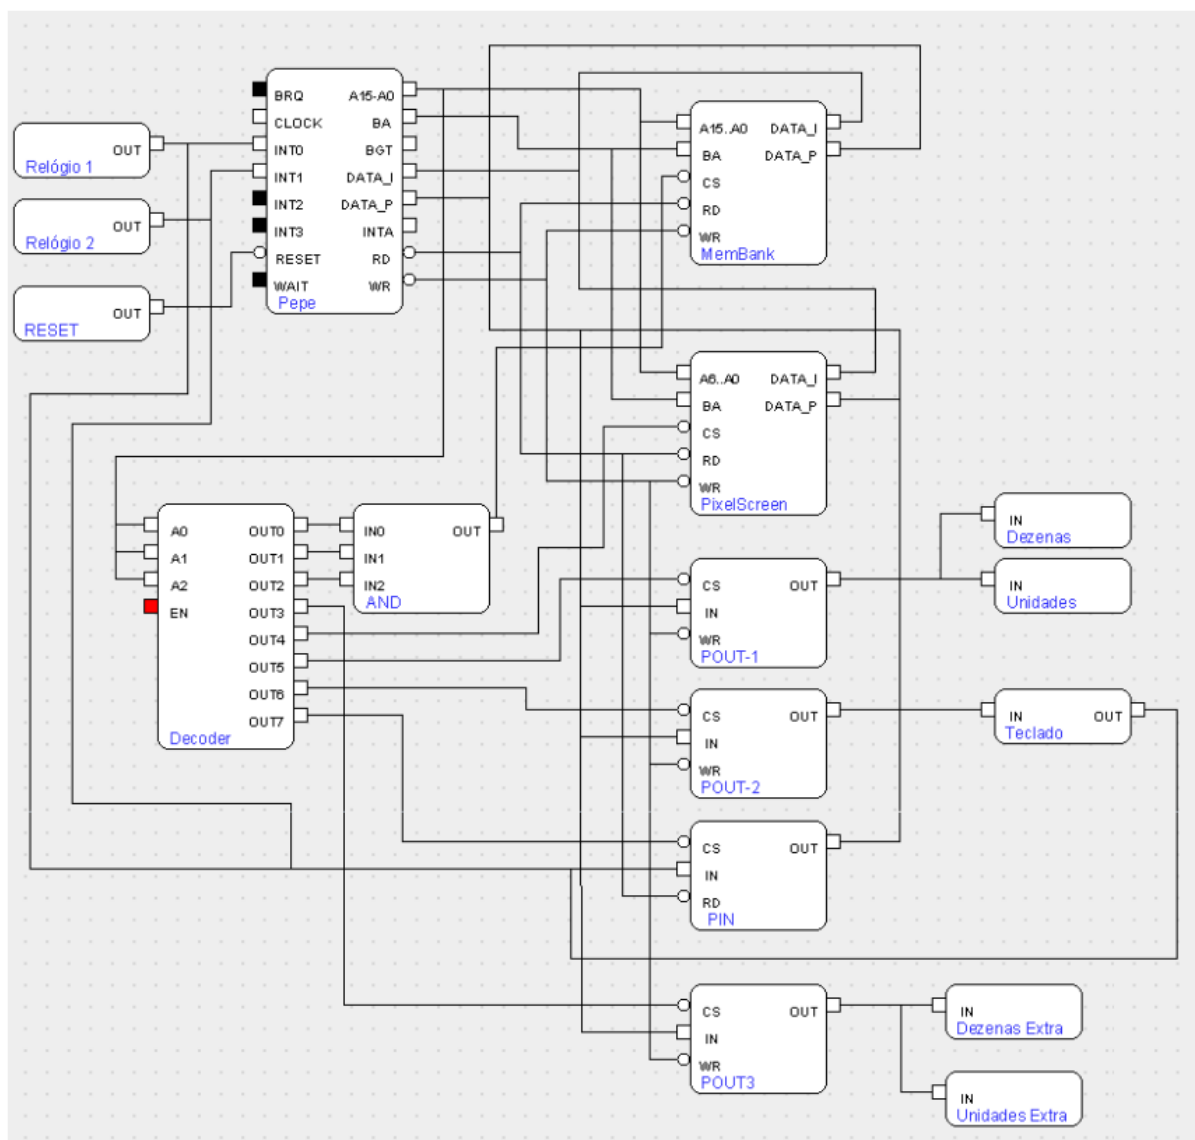 Relógio 1
OUT
Relógio 2
OUT
RESET
OUT
BRQ
CLOCK
INT0
INT1
INT2
INT3
RESET
WAIT
A15-A0
BA
BGT
DATA_I
DATA_P
INTA
RD
WR
Pepe
A15..A0
BA
CS
RD
WR
DATA_I
DATA_P
MemBank
A6..A0
BA
CS
RD
WR
DATA_I
DATA_P
PixelScreen
A0
A1
A2
EN
OUT0
OUT1
OUT2
OUT3
OUT4
OUT5
OUT6
OUT7
Decoder
IN0
IN1
IN2
OUT
AND
CS
IN
WR
OUT
POUT-1
IN
Dezenas
IN
Unidades
CS
IN
WR
OUT
POUT-2
IN
OUT
Teclado
CS
IN
RD
OUT
PIN
CS
IN
WR
OUT
POUT3
IN
Dezenas Extra
IN
Unidades Extra